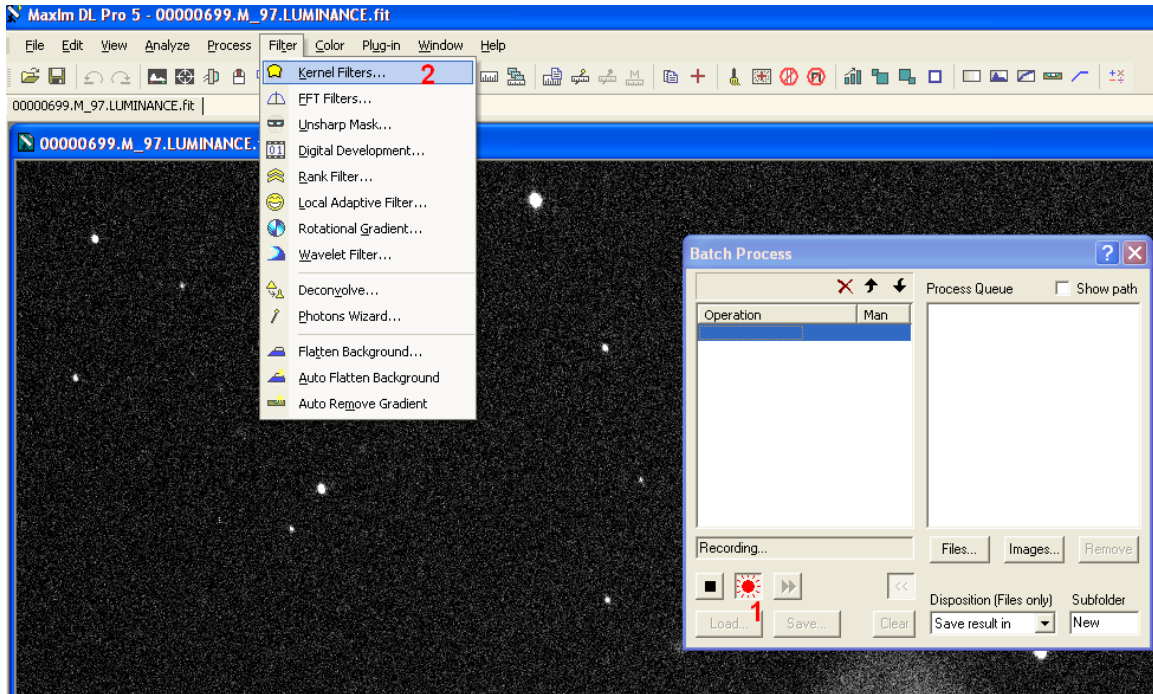 MaxIm DL Pro 5 - 00000699.M_97.LUMINANCE.fit
File Edit View Analyze Process Filter Color Plug-in Window Help
00000699.M_97.LUMINANCE.fit
00000699.M_97.LUMINANCE.
Kernel Filters... 2
FFT Filters...
Unsharp Mask...
01 Digital Development...
Rank Filter...
Local Adaptive Filter...
Rotational Gradient...
Wavelet Filter...
Deconvolve...
Photons Wizard...
Flatten Background...
Auto Flatten Background
Auto Remove Gradient
Batch Process
Process Queue Show path
Operation Man
Recording...
Files... Images... Remove
1
Disposition (Files only) Subfolder
Load... Save... Clear Save result in New